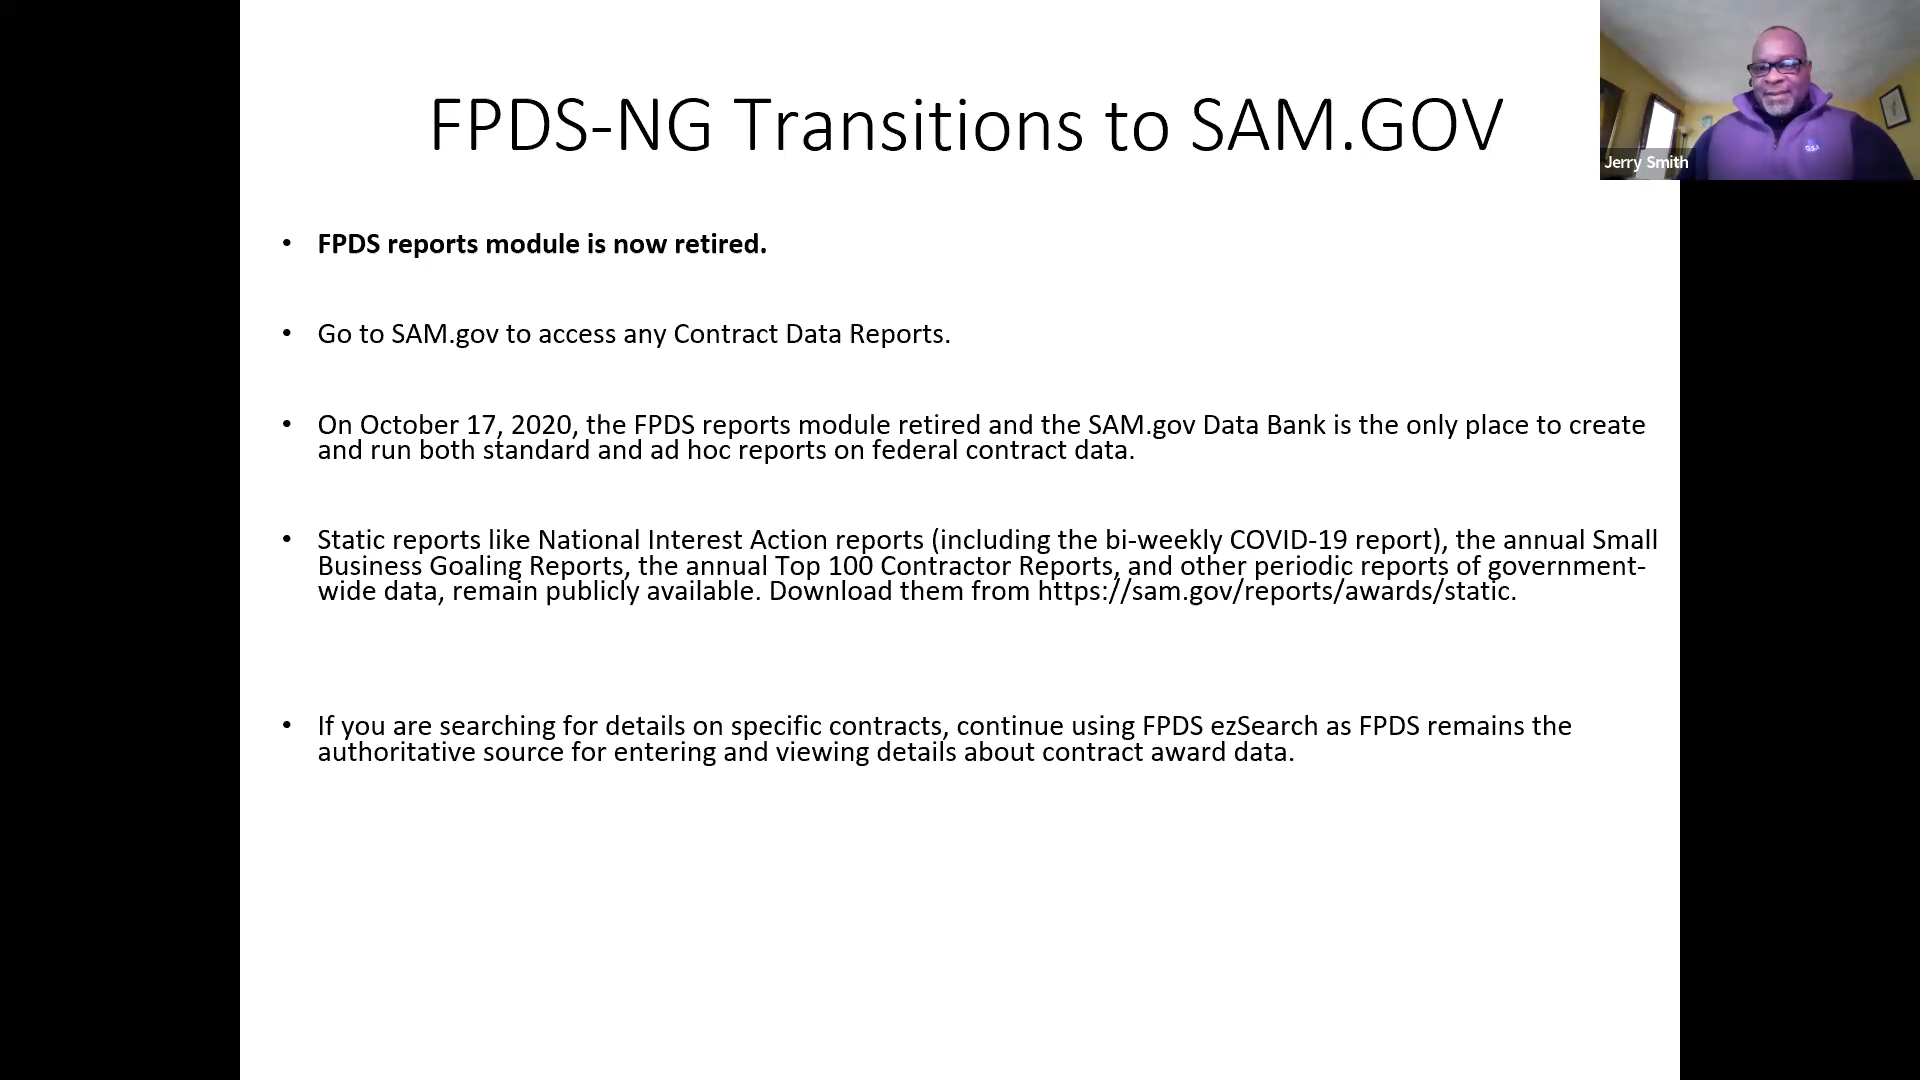 FPDS-NG Transitions to SAM.GOV
Jerry Smith
GSA
• FPDS reports module is now retired.
• Go to SAM.gov to access any Contract Data Reports.
• On October 17, 2020, the FPDS reports module retired and the SAM.gov Data Bank is the only place to create
and run both standard and ad hoc reports on federal contract data.
• Static reports like National Interest Action reports (including the bi-weekly COVID-19 report), the annual Small
Business Goaling Reports, the annual Top 100 Contractor Reports, and other periodic reports of government-
wide data, remain publicly available. Download them from https://sam.gov/reports/awards/static.
• If you are searching for details on specific contracts, continue using FPDS ezSearch as FPDS remains the
authoritative source for entering and viewing details about contract award data.